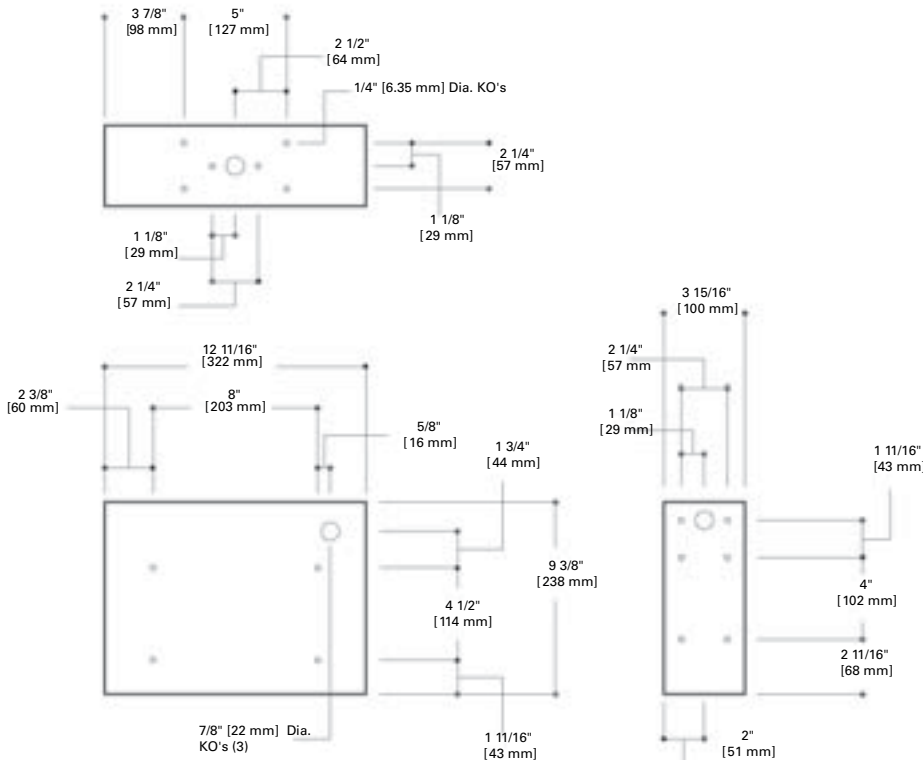 3 7/8"
[98 mm]
5"
[127 mm]
2 1/2"
[64 mm]
1/4" [6.35 mm] Dia. KO's
2 1/4"
[57 mm]
1 1/8"
[29 mm]
1 1/8"
[29 mm]
2 1/4"
[57 mm]
3 15/16"
[100 mm]
2 1/4"
[57 mm
1 1/8"
[29 mm]
1 11/16"
[43 mm]
12 11/16"
[322 mm]
2 3/8"
[60 mm]
8"
[203 mm]
5/8"
[16 mm]
1 3/4"
[44 mm]
9 3/8"
[238 mm]
4 1/2"
[114 mm]
4"
[102 mm]
2 11/16"
[68 mm]
7/8" [22 mm] Dia.
KO's (3)
1 11/16"
[43 mm]
2"
[51 mm]